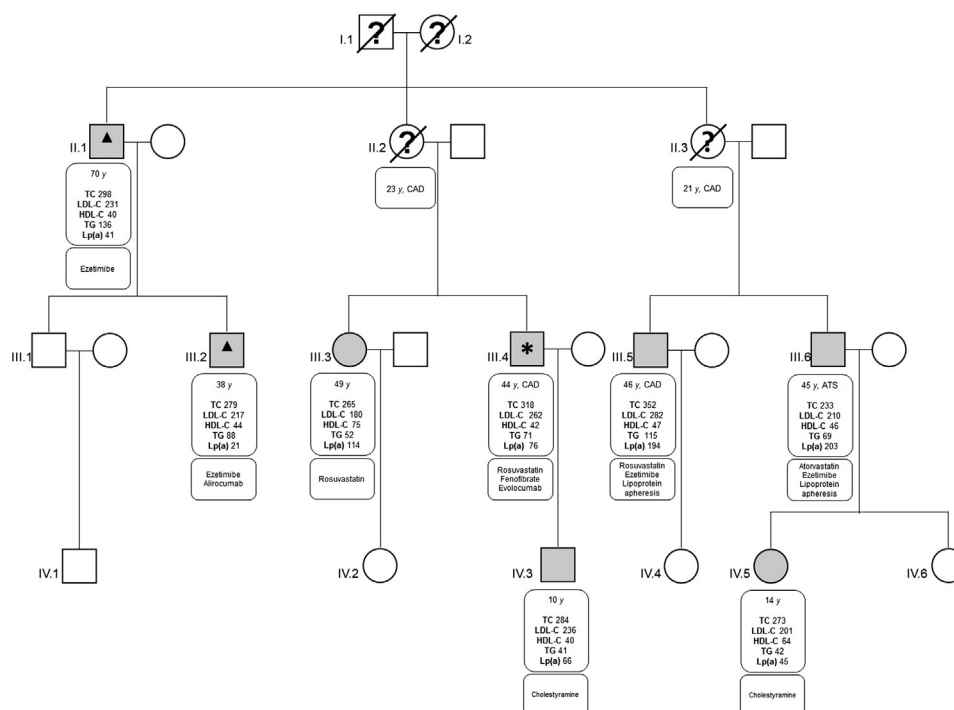 ?
?
I.1
I.2
II.1
?
II.2
?
II.3
70 y
TC 298
LDL-C 231
HDL-C 40
TG 136
Lp(a) 41
Ezetimibe
23 y, CAD
21 y, CAD
III.1
III.2
III.3
*
III.4
III.5
III.6
38 y
TC 279
LDL-C 217
HDL-C 44
TG 88
Lp(a) 21
Ezetimibe
Alirocumab
49 y
TC 265
LDL-C 180
HDL-C 75
TG 52
Lp(a) 114
Rosuvastatin
44 y, CAD
TC 318
LDL-C 262
HDL-C 42
TG 71
Lp(a) 76
Rosuvastatin
Fenofibrate
Evolocumab
46 y, CAD
TC 352
LDL-C 282
HDL-C 47
TG 115
Lp(a) 194
Rosuvastatin
Ezetimibe
Lipoprotein
apheresis
45 y, ATS
TC 233
LDL-C 210
HDL-C 46
TG 69
Lp(a) 203
Atorvastatin
Ezetimibe
Lipoprotein
apheresis
IV.1
IV.2
IV.3
IV.4
IV.5
IV.6
10 y
TC 284
LDL-C 236
HDL-C 40
TG 41
Lp(a) 66
Cholestyramine
14 y
TC 273
LDL-C 201
HDL-C 64
TG 42
Lp(a) 45
Cholestyramine